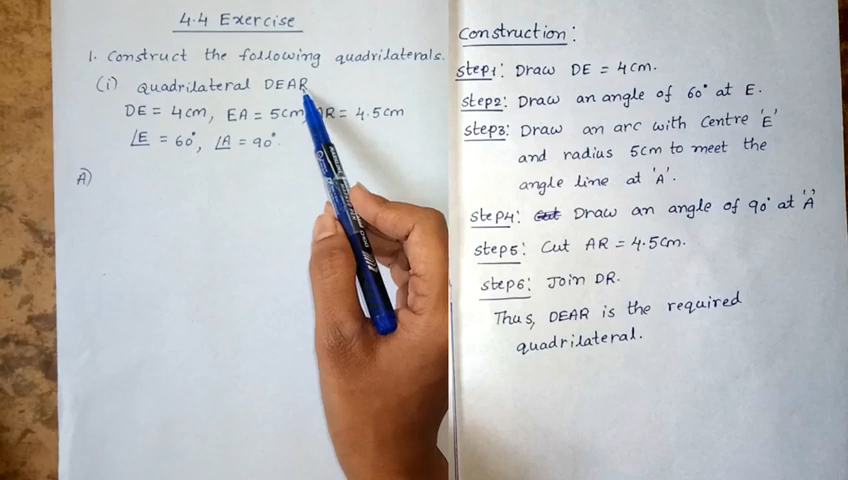 4.4 Exercise
1. Construct the following quadrilaterals.
(i) Quadrilateral DEAR
DE = 4cm, EA = 5cm, AR = 4.5cm
∠E = 60°, ∠A = 90°.
A)
Construction:
Step1: Draw DE = 4cm.
Step2: Draw an angle of 60° at E.
Step3: Draw an arc with centre 'E'
and radius 5cm to meet the
angle line at 'A'.
Step4: Draw an angle of 90° at 'A'
Step5: Cut AR = 4.5cm.
Step6: Join DR.
Thus, DEAR is the required
quadrilateral.